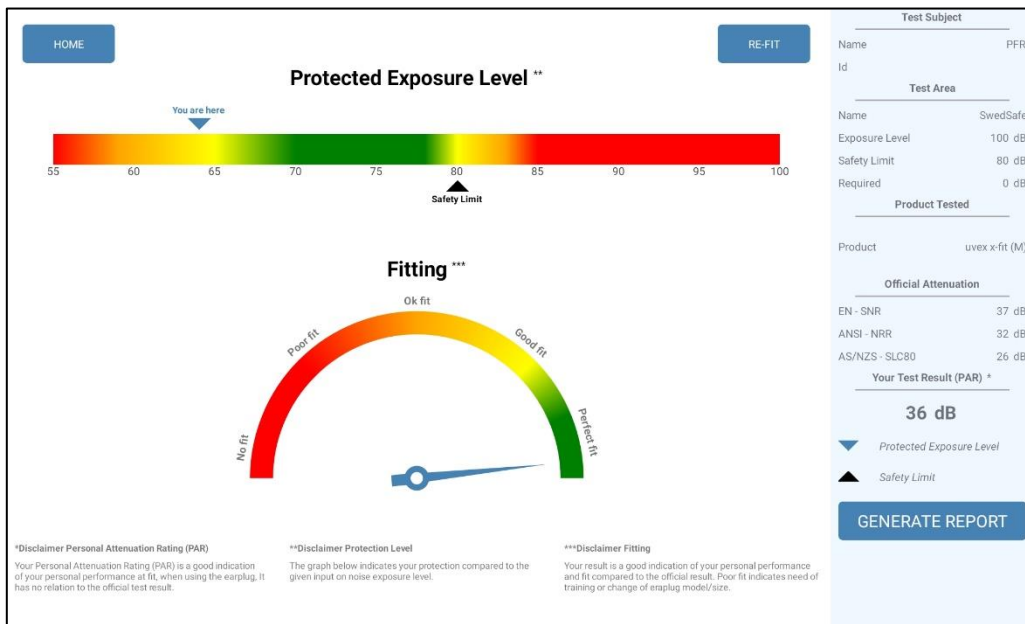 HOME
RE-FIT
Protected Exposure Level **
You are here
55 60 65 70 75 80 85 90 95 100
Safety Limit
Fitting ***
No fit
Poor fit
Ok fit
Good fit
Perfect fit
*Disclaimer Personal Attenuation Rating (PAR)
Your Personal Attenuation Rating (PAR) is a good indication
of your personal performance at fit, when using the earplug, It
has no relation to the official test result.
**Disclaimer Protection Level
The graph below indicates your protection compared to the
given input on noise exposure level.
***Disclaimer Fitting
Your result is a good indication of your personal performance
and fit compared to the official result. Poor fit indicates need of
training or change of eraplug model/size.
Test Subject
Name PFR
Id
Test Area
Name SwedSafe
Exposure Level 100 dB
Safety Limit 80 dB
Required 0 dB
Product Tested
Product uvex x-fit (M)
Official Attenuation
EN - SNR 37 dB
ANSI - NRR 32 dB
AS/NZS - SLC80 26 dB
Your Test Result (PAR) *
36 dB
Protected Exposure Level
Safety Limit
GENERATE REPORT